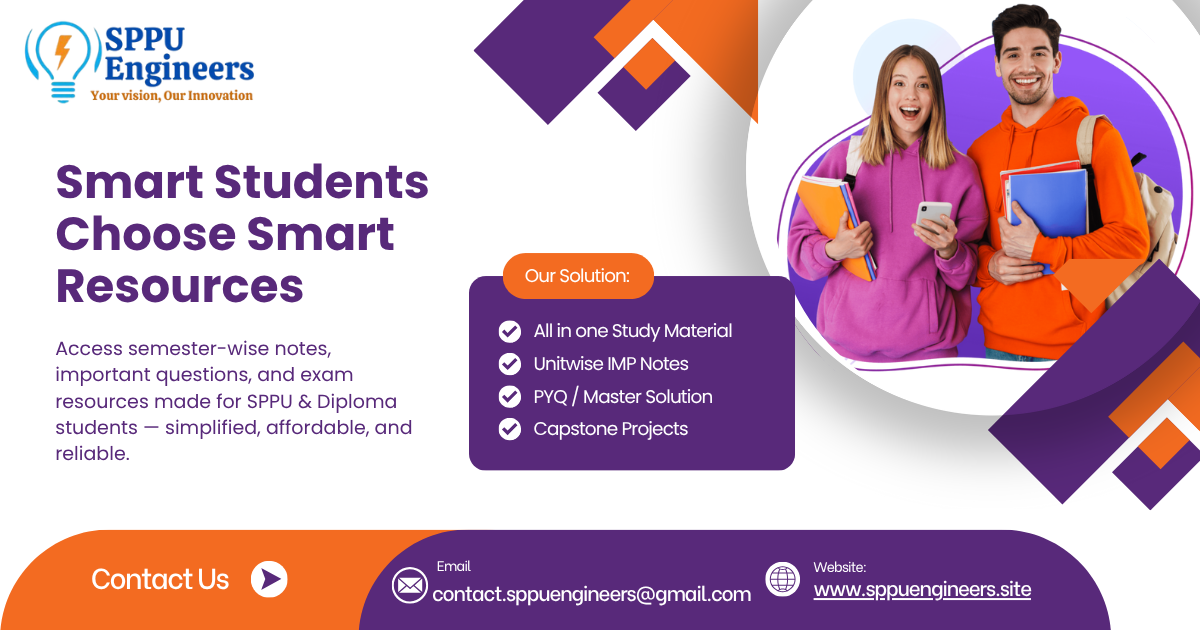 SPPU
Engineers
Your vision, Our Innovation
Smart Students
Choose Smart
Resources
Access semester-wise notes,
important questions, and exam
resources made for SPPU & Diploma
students — simplified, affordable, and
reliable.
Our Solution:
All in one Study Material
Unitwise IMP Notes
PYQ / Master Solution
Capstone Projects
Contact Us
Email
contact.sppuengineers@gmail.com
Website:
www.sppuengineers.site